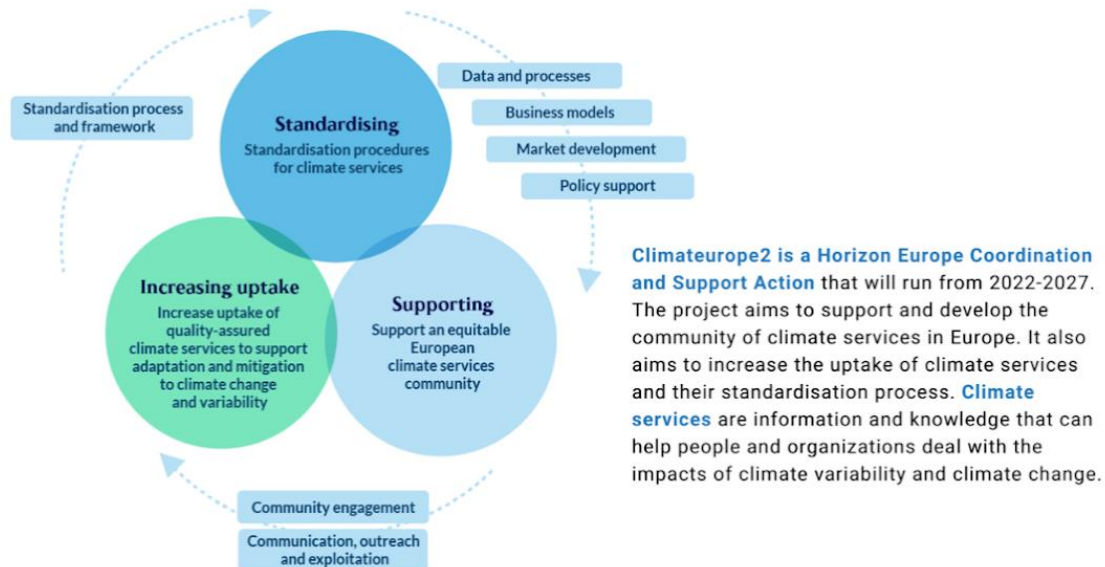 Standardisation process
and framework
Standardising
Standardisation procedures
for climate services
Data and processes
Business models
Market development
Policy support
Increasing uptake
Increase uptake of
quality-assured
climate services to support
adaptation and mitigation
to climate change
and variability
Supporting
Support an equitable
European
climate services
community
Community engagement
Communication, outreach
and exploitation
Climateurope2 is a Horizon Europe Coordination
and Support Action that will run from 2022-2027.
The project aims to support and develop the
community of climate services in Europe. It also
aims to increase the uptake of climate services
and their standardisation process. Climate
services are information and knowledge that can
help people and organizations deal with the
impacts of climate variability and climate change.